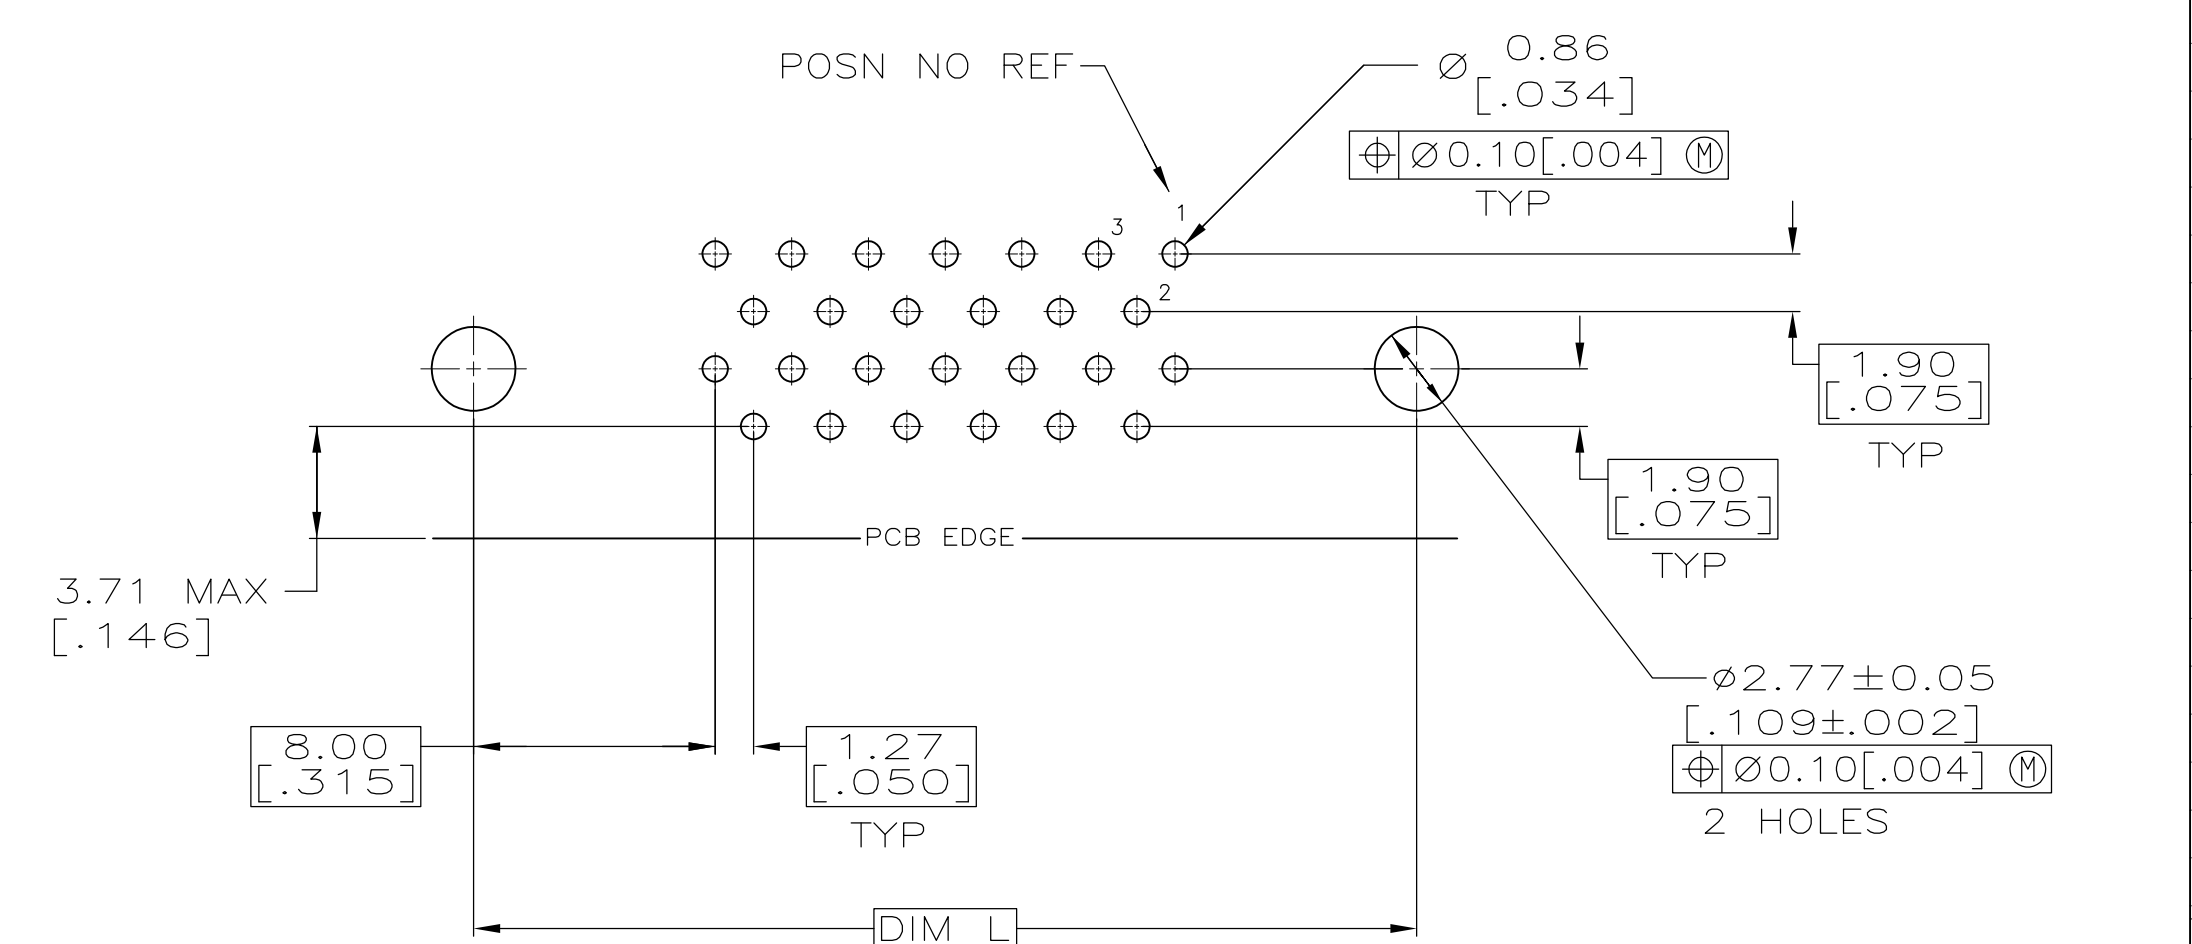 POSN NO REF
Ø 0.86
[.034]
⌖ Ø0.10[.004] Ⓜ
TYP
1
3
2
1.90
[.075]
TYP
1.90
[.075]
TYP
PCB EDGE
3.71 MAX
[.146]
Ø2.77±0.05
[.109±.002]
⌖ Ø0.10[.004] Ⓜ
2 HOLES
8.00
[.315]
1.27
[.050]
TYP
DIM L